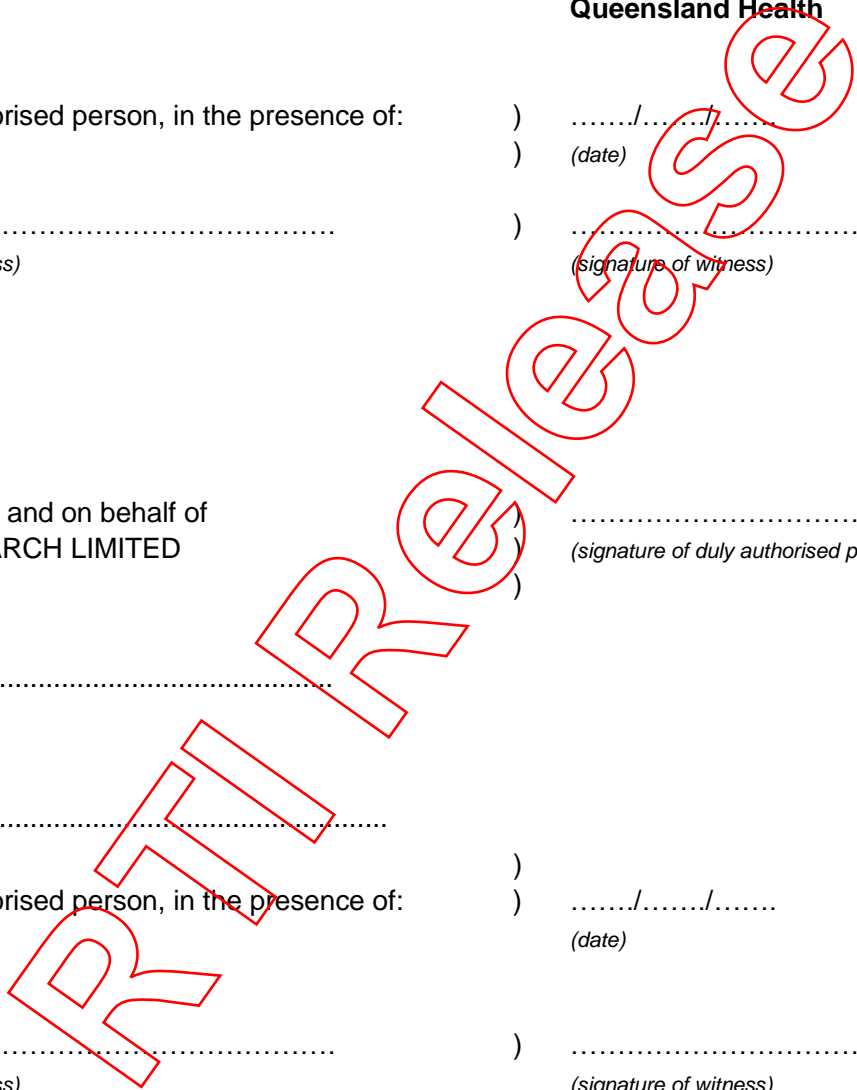 Queensland Health
orised person, in the presence of: ) ……./……./…….
) (date)
………………………………. ) ……………………………
ss) (signature of witness)
and on behalf of ) ……………………………
ARCH LIMITED ) (signature of duly authorised p
)
............................................
....................................................
)
orised person, in the presence of: ) ……./……./…….
(date)
………………………………. ) ……………………………
ss) (signature of witness)
RTI Release